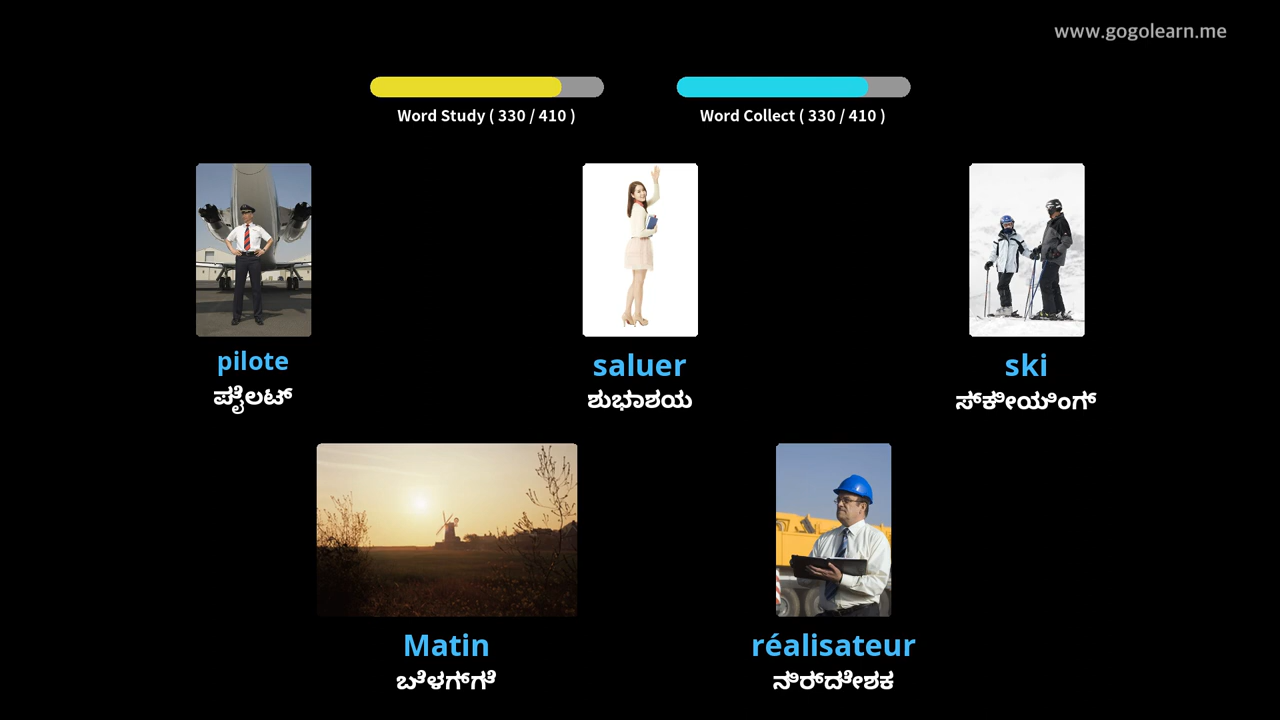 www.gogolearn.me
Word Study ( 330 / 410 )
Word Collect ( 330 / 410 )
pilote
ಪೈಲಟ್
saluer
ಶುಭಾಶಯ
ski
ಸ್ಕೀಯಿಂಗ್
Matin
ಬೆಳಗ್ಗೆ
réalisateur
ನಿರ್ದೇಶಕ